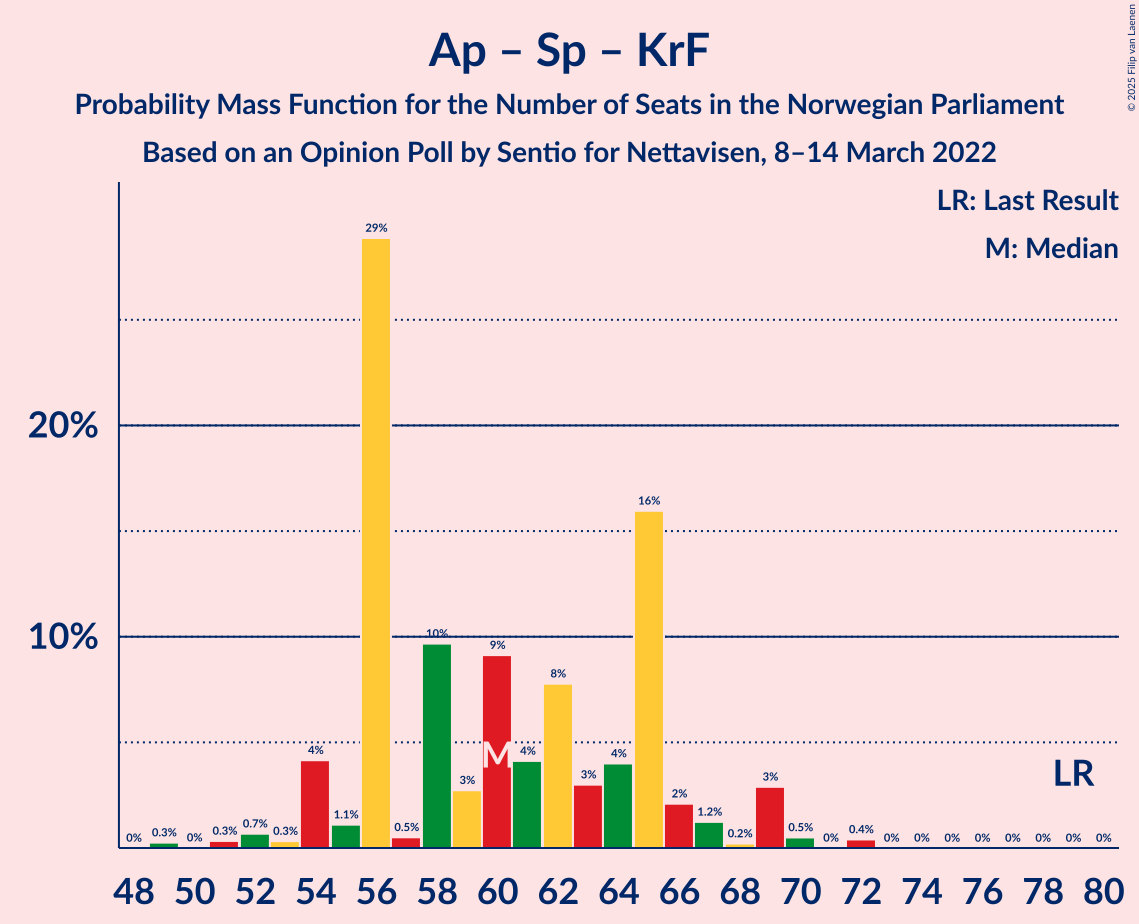 Ap – Sp – KrF
Probability Mass Function for the Number of Seats in the Norwegian Parliament
Based on an Opinion Poll by Sentio for Nettavisen, 8–14 March 2022
© 2025 Filip van Laenen
LR: Last Result
M: Median
20%
10%
0% 0.3% 0% 0.3% 0.7% 0.3% 4% 1.1% 29% 0.5% 10% 3% 9% 4% 8% 3% 4% 16% 2% 1.2% 0.2% 3% 0.5% 0% 0.4% 0% 0% 0% 0% 0% 0% 0% 0%
M
LR
48 50 52 54 56 58 60 62 64 66 68 70 72 74 76 78 80